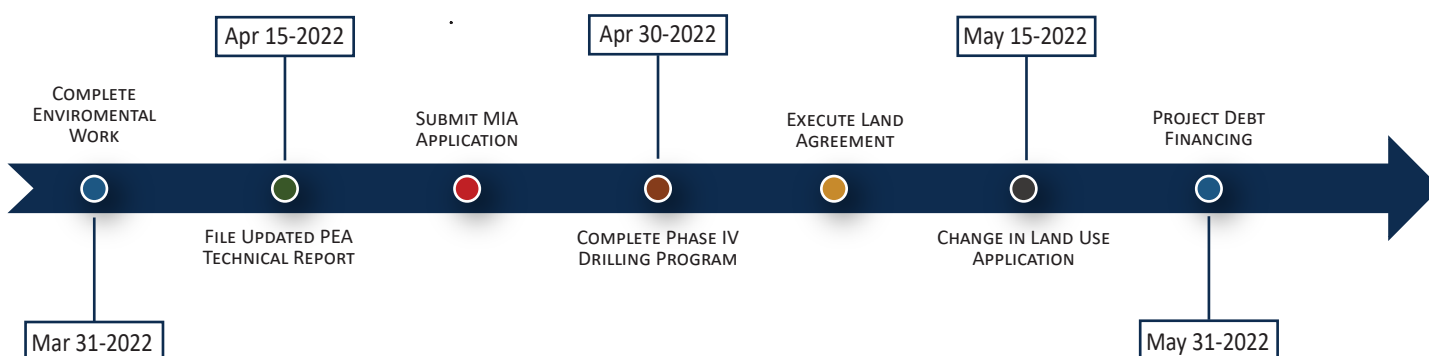 Apr 15-2022
Apr 30-2022
May 15-2022
COMPLETE
ENVIROMENTAL
WORK
SUBMIT MIA
APPLICATION
EXECUTE LAND
AGREEMENT
PROJECT DEBT
FINANCING
FILE UPDATED PEA
TECHNICAL REPORT
COMPLETE PHASE IV
DRILLING PROGRAM
CHANGE IN LAND USE
APPLICATION
Mar 31-2022
May 31-2022